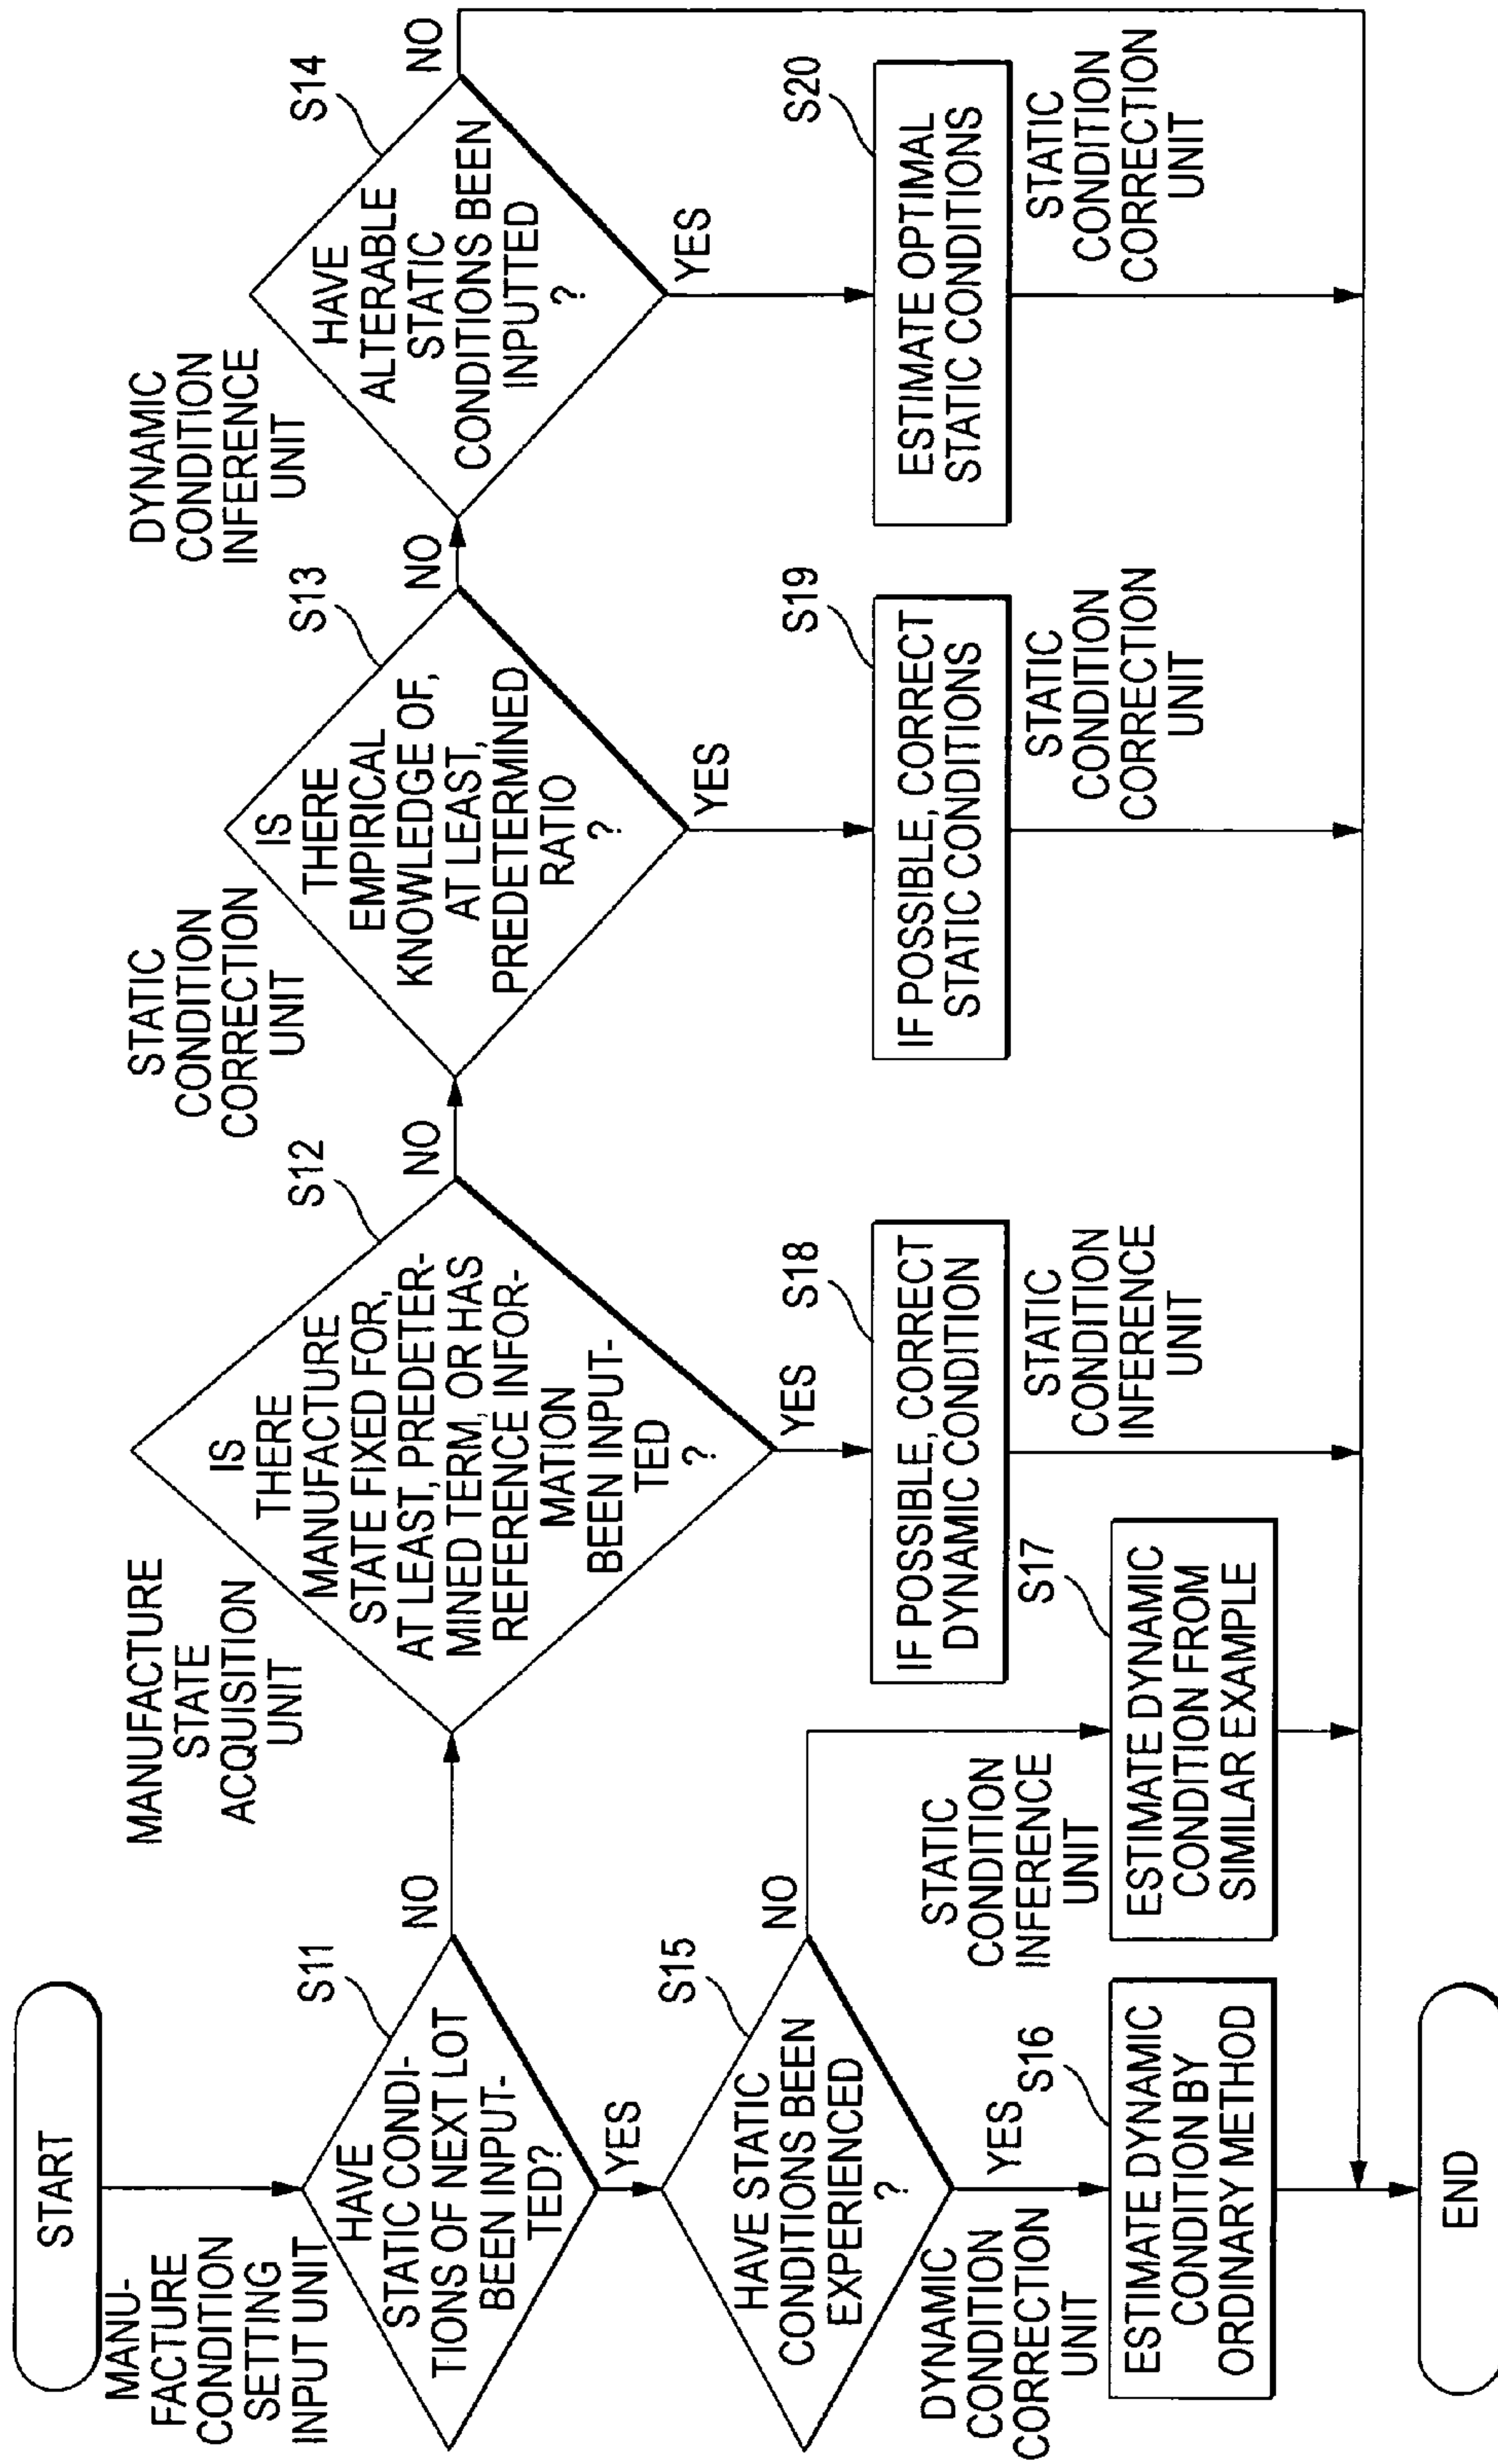 START
MANU-
FACTURE
CONDITION
SETTING
INPUT UNIT
S11
HAVE
STATIC CONDI-
TIONS OF NEXT LOT
BEEN INPUT-
TED?
NO
YES
MANUFACTURE
STATE
ACQUISITION
UNIT
S12
IS
THERE
MANUFACTURE
STATE FIXED FOR,
AT LEAST, PREDETER-
MINED TERM, OR HAS
REFERENCE INFOR-
MATION
BEEN INPUT-
TED
?
NO
YES
STATIC
CONDITION
CORRECTION
UNIT
S13
IS
THERE
EMPIRICAL
KNOWLEDGE OF,
AT LEAST,
PREDETERMINED
RATIO
?
NO
YES
DYNAMIC
CONDITION
INFERENCE
UNIT
S14
HAVE
ALTERABLE
STATIC
CONDITIONS BEEN
INPUTTED
?
NO
YES
S15
HAVE STATIC
CONDITIONS BEEN
EXPERIENCED
?
NO
YES
DYNAMIC
CONDITION
CORRECTION
UNIT
S16
ESTIMATE DYNAMIC
CONDITION BY
ORDINARY METHOD
STATIC
CONDITION
INFERENCE
UNIT
S17
ESTIMATE DYNAMIC
CONDITION FROM
SIMILAR EXAMPLE
S18
IF POSSIBLE, CORRECT
DYNAMIC CONDITION
STATIC
CONDITION
INFERENCE
UNIT
S19
IF POSSIBLE, CORRECT
STATIC CONDITIONS
STATIC
CONDITION
CORRECTION
UNIT
S20
ESTIMATE OPTIMAL
STATIC CONDITIONS
STATIC
CONDITION
CORRECTION
UNIT
END